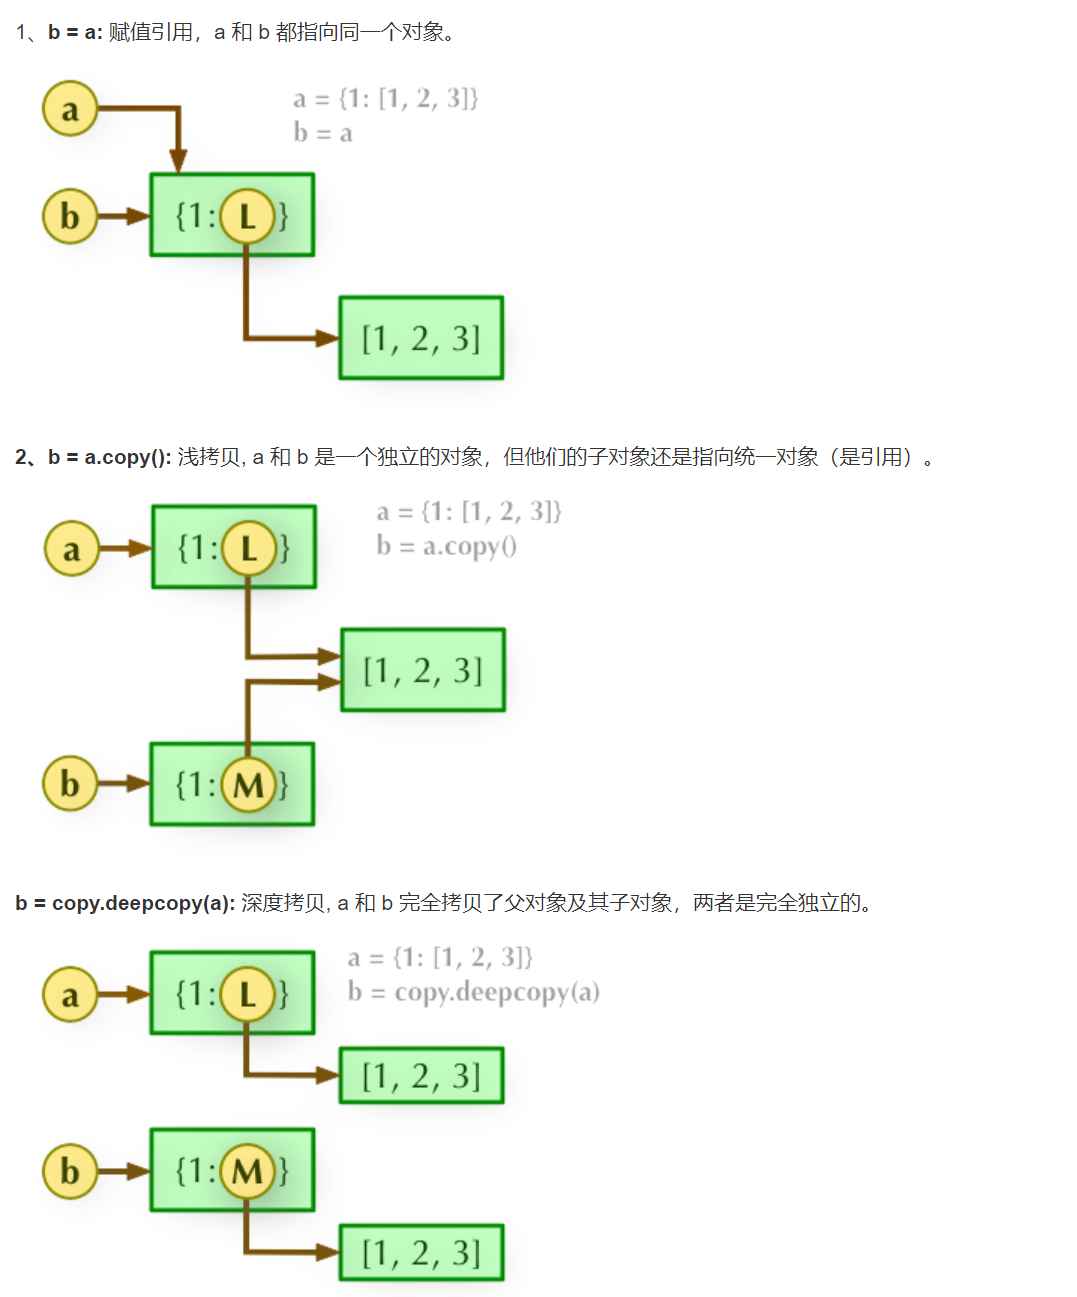 1、b = a: 赋值引用，a 和 b 都指向同一个对象。
a
a = {1: [1, 2, 3]}
b = a
b
{1: L }
[1, 2, 3]
2、b = a.copy(): 浅拷贝, a 和 b 是一个独立的对象，但他们的子对象还是指向统一对象（是引用）。
a = {1: [1, 2, 3]}
b = a.copy()
a
{1: L }
[1, 2, 3]
b
{1: M }
b = copy.deepcopy(a): 深度拷贝, a 和 b 完全拷贝了父对象及其子对象，两者是完全独立的。
a = {1: [1, 2, 3]}
b = copy.deepcopy(a)
a
{1: L }
[1, 2, 3]
b
{1: M }
[1, 2, 3]